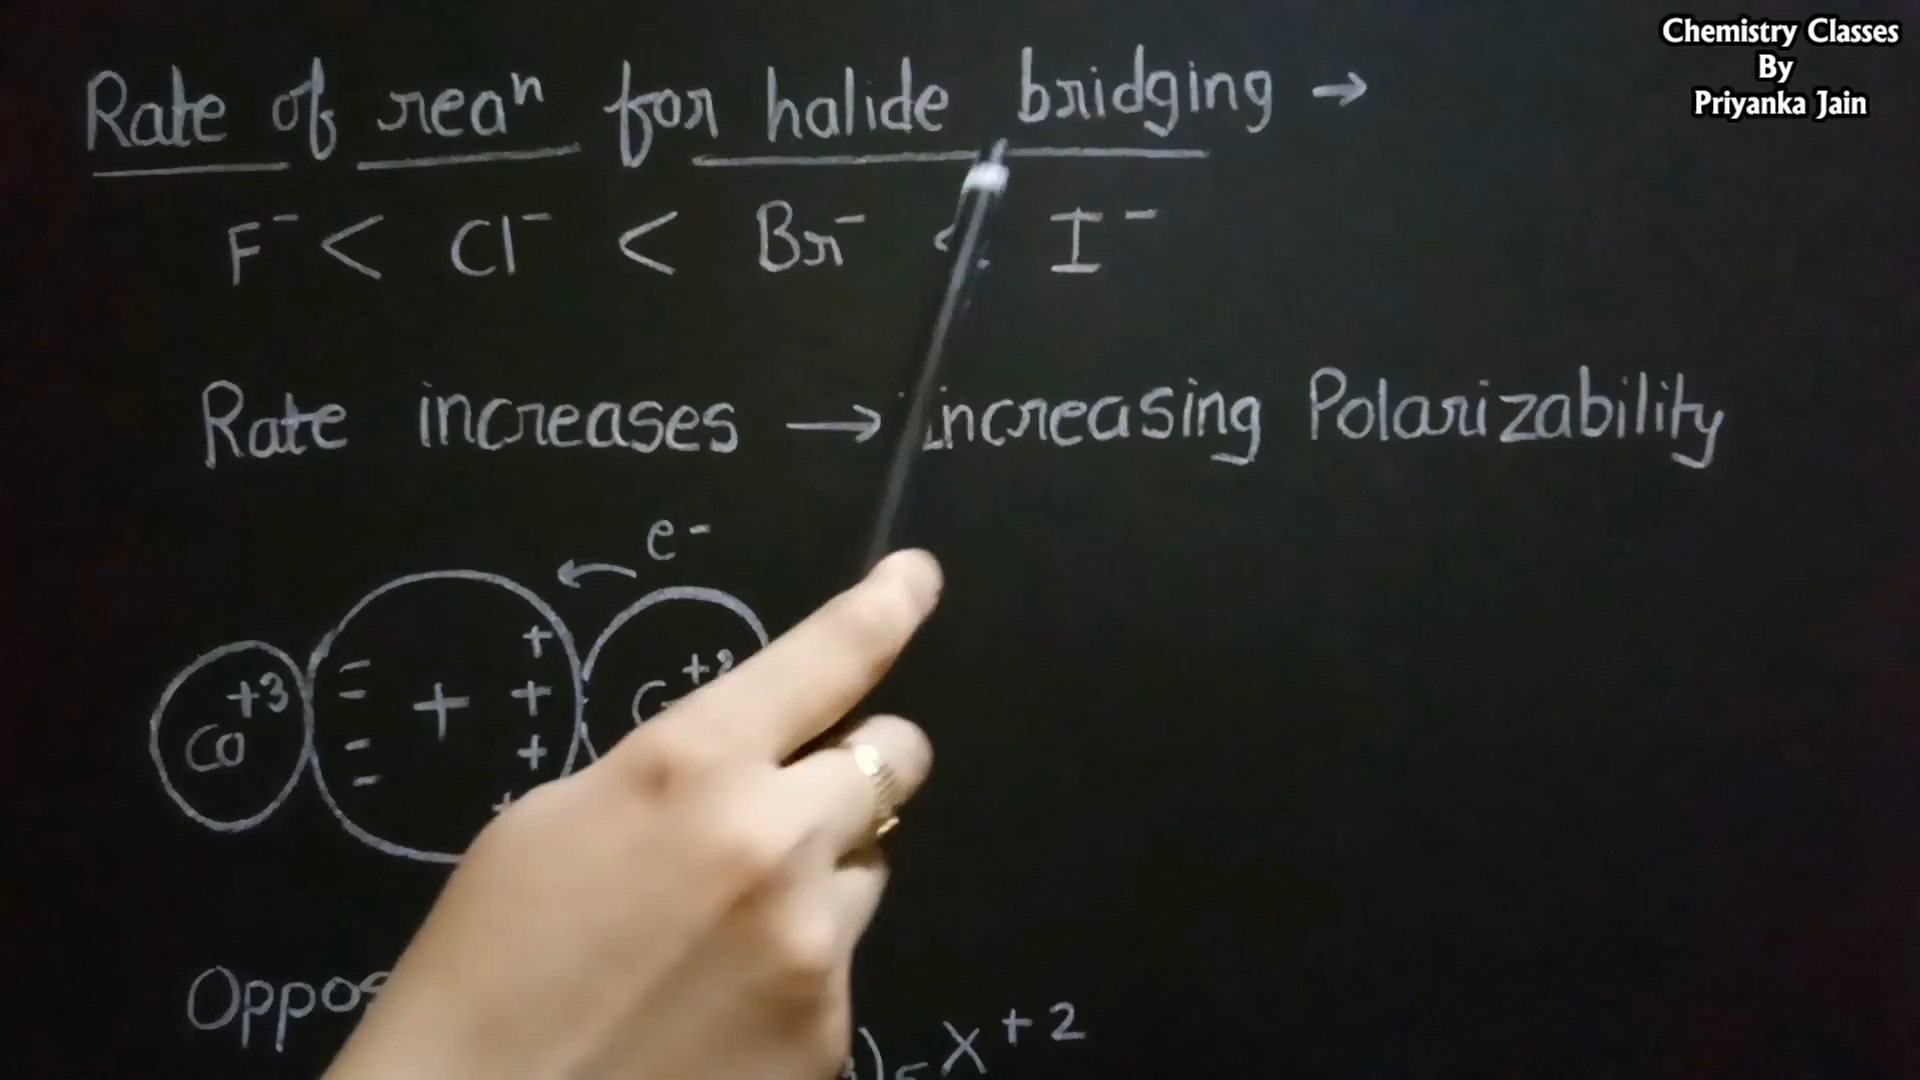 Chemistry Classes
By
Priyanka Jain
Rate of reaⁿ for halide bridging →
F⁻ < Cl⁻ < Br⁻ < I⁻
Rate increases → increasing Polarizability
e-
+
- + +
Co+3
- +
- +
)5 X+2